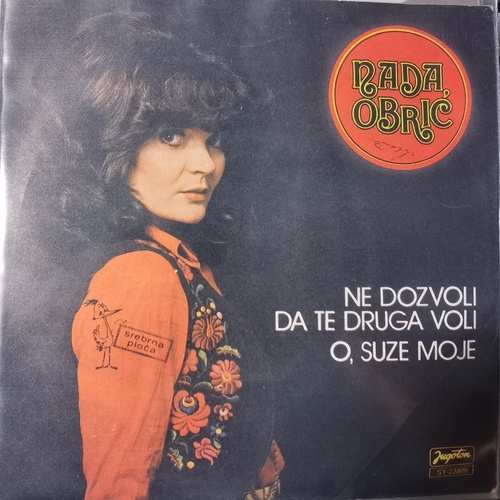 NADA
OBRIĆ
NE DOZVOLI
DA TE DRUGA VOLI
O, SUZE MOJE
srebrna
ploča
Jugoton